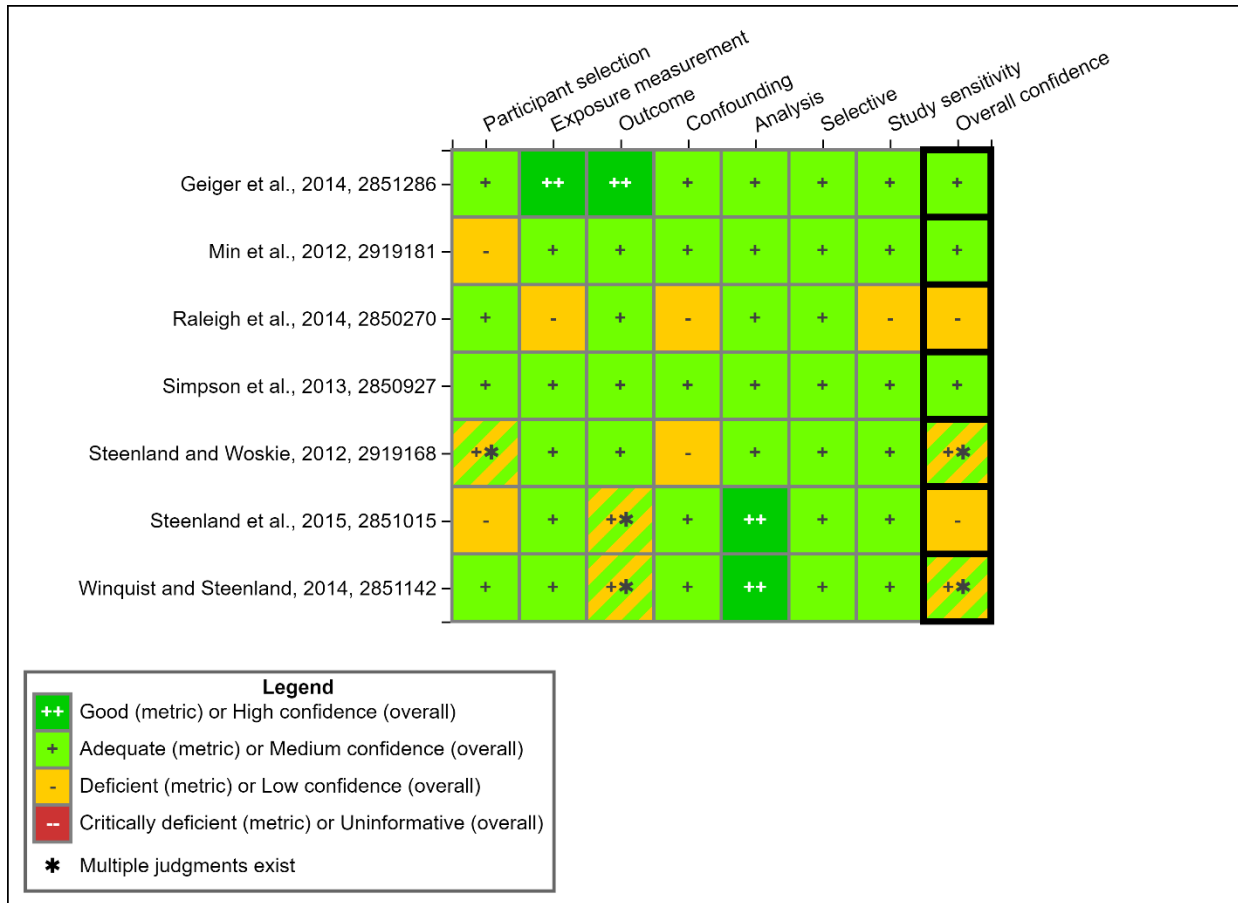 Participant selection
Exposure measurement
Outcome
Confounding
Analysis
Selective
Study sensitivity
Overall confidence
Geiger et al., 2014, 2851286 + ++ ++ + + + + +
Min et al., 2012, 2919181 - + + + + + + +
Raleigh et al., 2014, 2850270 + - + - + + - -
Simpson et al., 2013, 2850927 + + + + + + + +
Steenland and Woskie, 2012, 2919168 +✱ + + - + + + +✱
Steenland et al., 2015, 2851015 - + +✱ + ++ + + -
Winquist and Steenland, 2014, 2851142 + + +✱ + ++ + + +✱
Legend
++ Good (metric) or High confidence (overall)
+ Adequate (metric) or Medium confidence (overall)
- Deficient (metric) or Low confidence (overall)
-- Critically deficient (metric) or Uninformative (overall)
✱ Multiple judgments exist